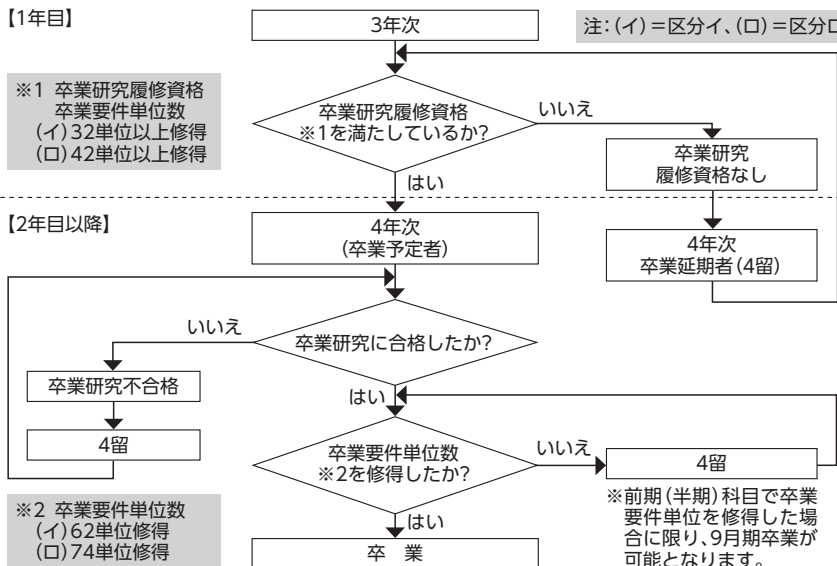 【1年目】
3年次
注：(イ)＝区分イ、(ロ)＝区分ロ
※1 卒業研究履修資格
卒業要件単位数
(イ)32単位以上修得
(ロ)42単位以上修得
卒業研究履修資格
※1を満たしているか?
いいえ
卒業研究
履修資格なし
はい
【2年目以降】
4年次
(卒業予定者)
4年次
卒業延期者(4留)
卒業研究に合格したか?
いいえ
卒業研究不合格
4留
はい
卒業要件単位数
※2を修得したか?
いいえ
4留
※2 卒業要件単位数
(イ)62単位修得
(ロ)74単位修得
はい
卒 業
※前期(半期)科目で卒業
要件単位を修得した場
合に限り、9月期卒業が
可能となります。